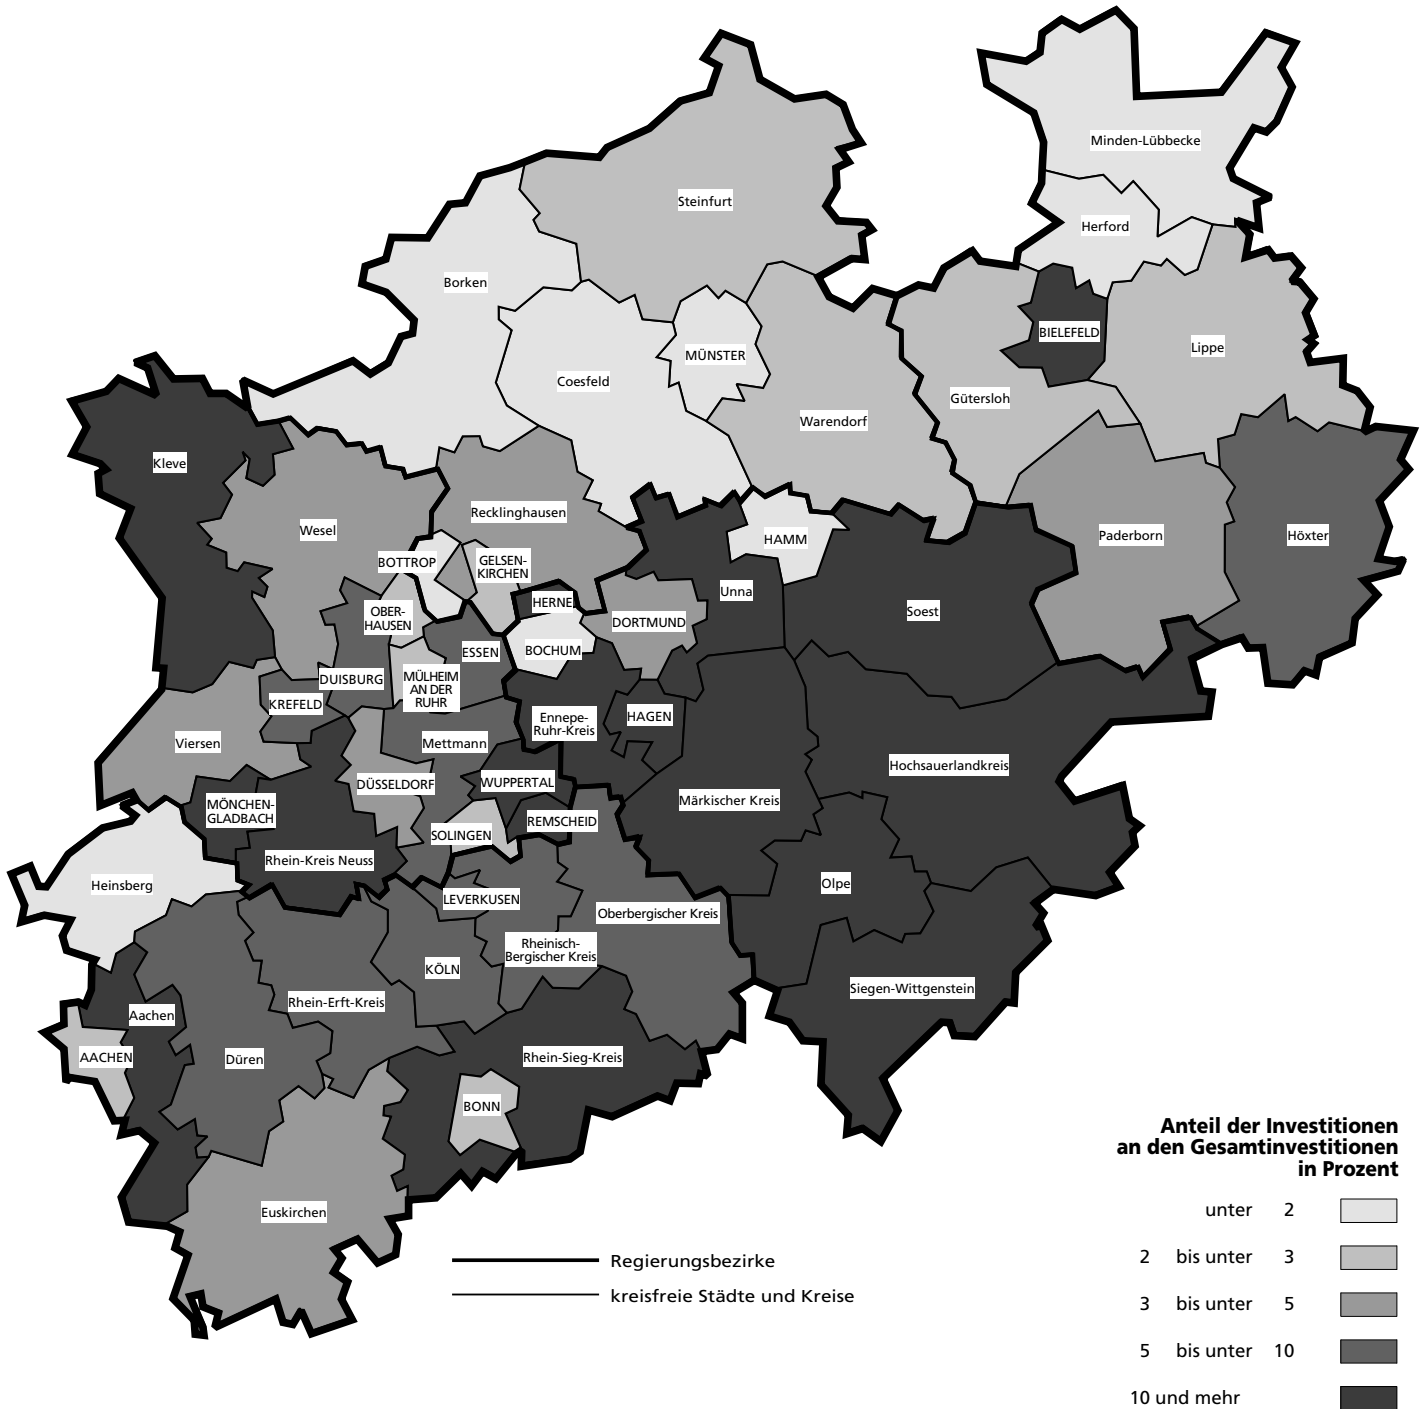 Minden-Lübbecke
Steinfurt
Herford
Borken
BIELEFELD
Lippe
MÜNSTER
Coesfeld
Gütersloh
Warendorf
Kleve
Recklinghausen
Wesel
Paderborn
Höxter
HAMM
BOTTROP
GELSEN-
KIRCHEN
Unna
HERNE
Soest
OBER-
HAUSEN
DORTMUND
ESSEN
BOCHUM
DUISBURG
MÜLHEIM
AN DER
RUHR
KREFELD
HAGEN
Ennepe-
Ruhr-Kreis
Viersen
Mettmann
Hochsauerlandkreis
DÜSSELDORF
WUPPERTAL
Märkischer Kreis
MÖNCHEN-
GLADBACH
REMSCHEID
SOLINGEN
Rhein-Kreis Neuss
Heinsberg
Olpe
LEVERKUSEN
Oberbergischer Kreis
Rheinisch-
Bergischer Kreis
KÖLN
Siegen-Wittgenstein
Rhein-Erft-Kreis
Aachen
AACHEN
Düren
Rhein-Sieg-Kreis
BONN
Euskirchen
Regierungsbezirke
kreisfreie Städte und Kreise
Anteil der Investitionen
an den Gesamtinvestitionen
in Prozent
unter 2
2 bis unter 3
3 bis unter 5
5 bis unter 10
10 und mehr